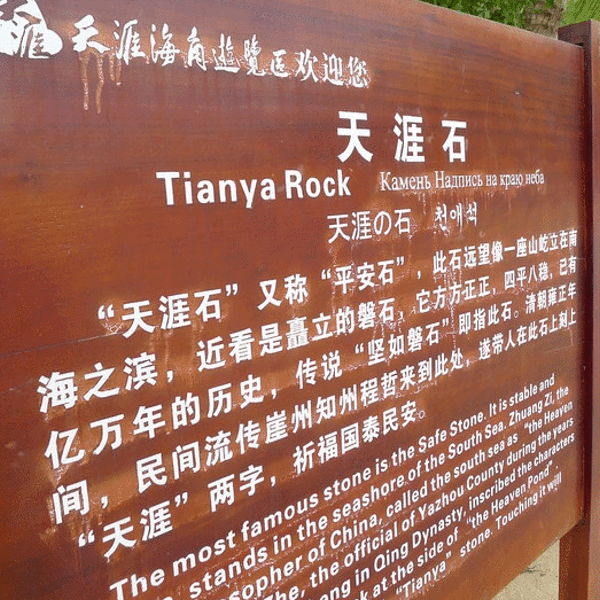 天涯海角遊覽区欢迎您
天涯石
Tianya Rock Камень Надпись на краю неба
天涯の石 천애석
“天涯石”又称“平安石”，此石远望像一座山屹立在南
海之滨，近看是矗立的磐石，它方方正正，四平八稳，已有
亿万年的历史，传说“坚如磐石”即指此石。清朝雍正年
间，民间流传崖州知州程哲来到此处，遂带人在此石上刻上
“天涯”两字，祈福国泰民安。
The most famous stone is the Safe Stone. It is stable and
stands in the seashore of the South Sea. Zhuang Zi, the
of China, called the south sea as “the Heaven
the official of Yazhou County during the years
in Qing Dynasty, inscribed the characters
at the side of “the Heaven Pond”.
“Tianya” stone. Touching it will